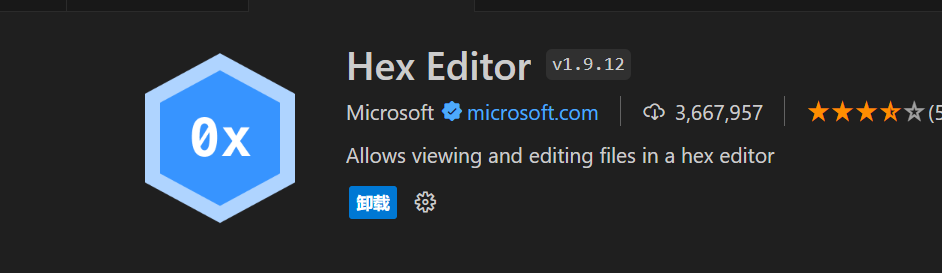 0x
Hex Editor v1.9.12
Microsoft microsoft.com 3,667,957 (5
Allows viewing and editing files in a hex editor
卸载